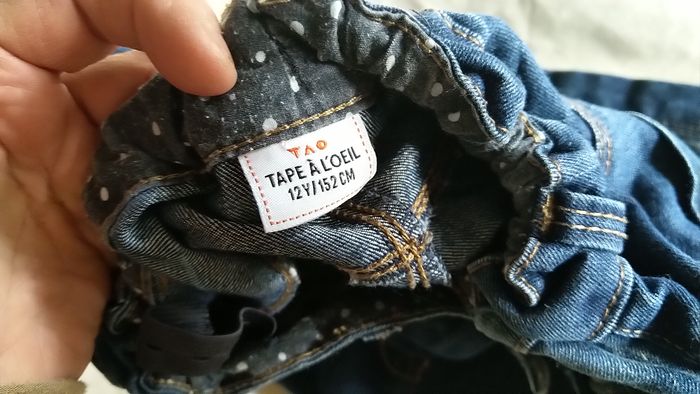 TAO
TAPE À L'OEIL
12Y/152 CM